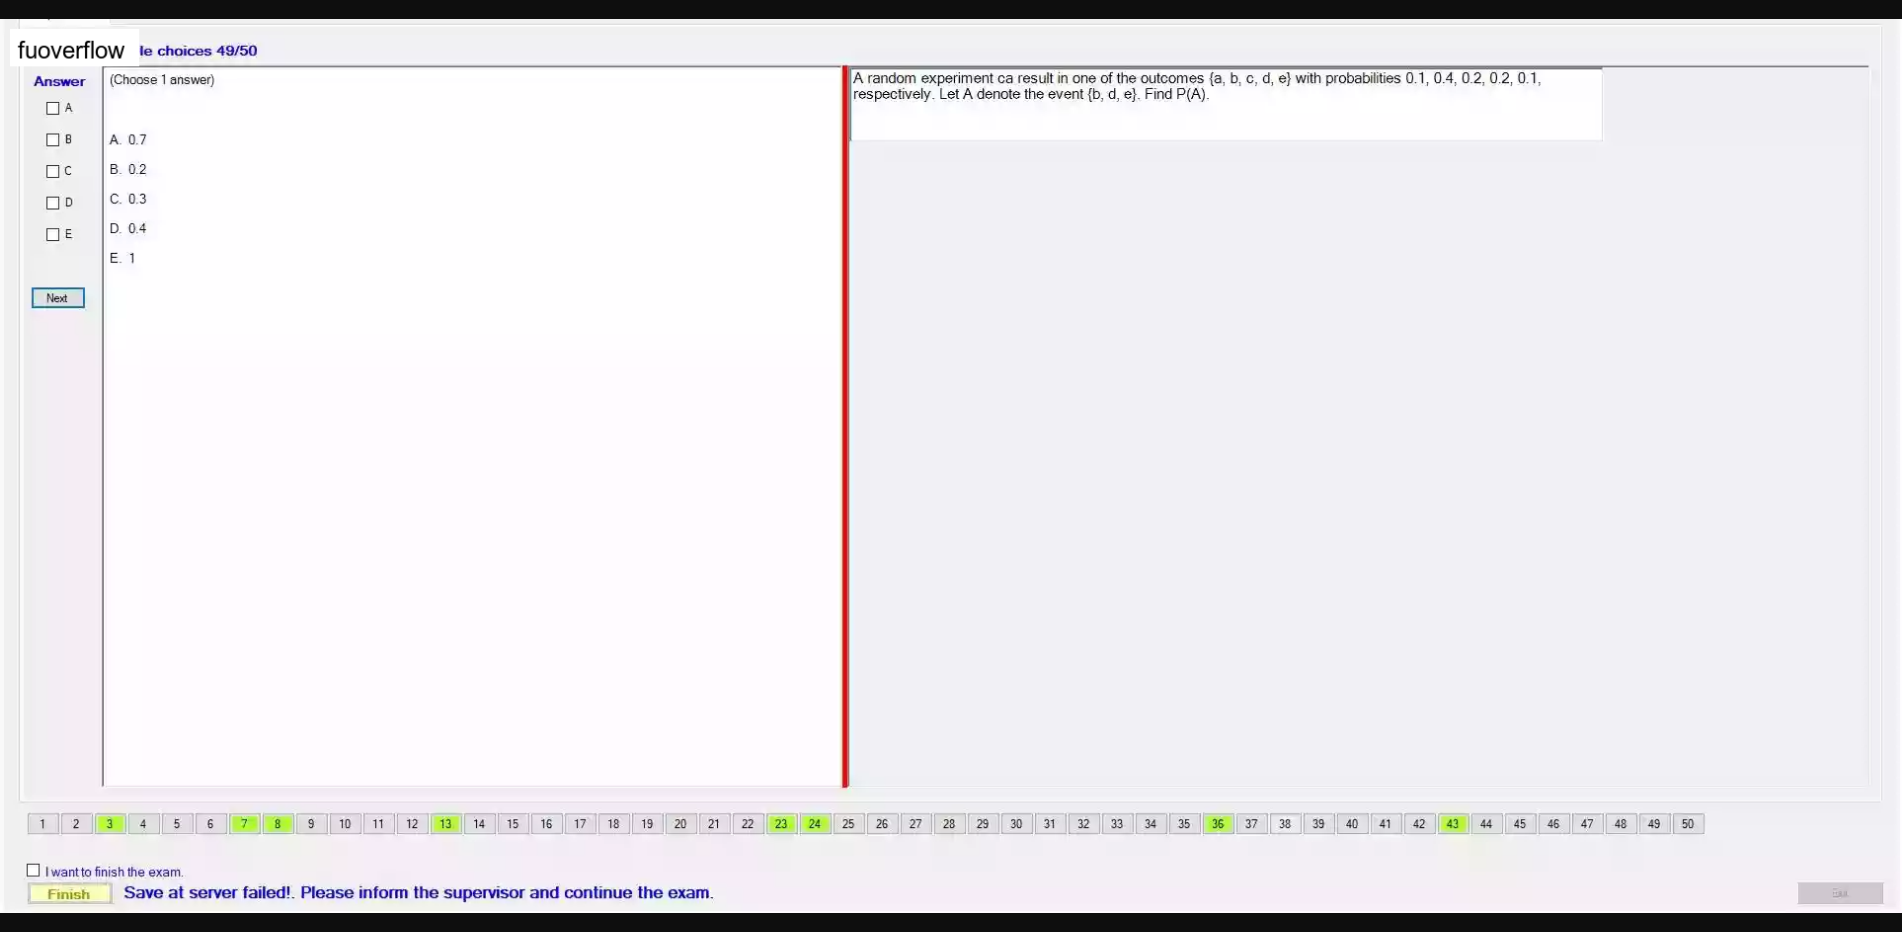 fuoverflow
le choices 49/50
Answer
(Choose 1 answer)
A
B
C
D
E
Next
A. 0.7
B. 0.2
C. 0.3
D. 0.4
E. 1
A random experiment ca result in one of the outcomes {a, b, c, d, e} with probabilities 0.1, 0.4, 0.2, 0.2, 0.1,
respectively. Let A denote the event {b, d, e}. Find P(A).
1 2 3 4 5 6 7 8 9 10 11 12 13 14 15 16 17 18 19 20 21 22 23 24 25 26 27 28 29 30 31 32 33 34 35 36 37 38 39 40 41 42 43 44 45 46 47 48 49 50
I want to finish the exam.
Finish Save at server failed!. Please inform the supervisor and continue the exam.